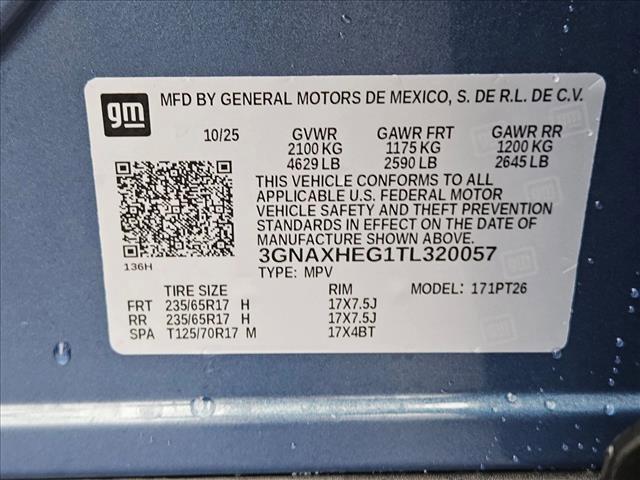 gm MFD BY GENERAL MOTORS DE MEXICO, S. DE R.L. DE C.V.
10/25 GVWR GAWR FRT GAWR RR
2100 KG 1175 KG 1200 KG
4629 LB 2590 LB 2645 LB
THIS VEHICLE CONFORMS TO ALL
APPLICABLE U.S. FEDERAL MOTOR
VEHICLE SAFETY AND THEFT PREVENTION
STANDARDS IN EFFECT ON THE DATE OF
MANUFACTURE SHOWN ABOVE.
3GNAXHEG1TL320057
136H TYPE: MPV
TIRE SIZE RIM MODEL: 171PT26
FRT 235/65R17 H 17X7.5J
RR 235/65R17 H 17X7.5J
SPA T125/70R17 M 17X4BT